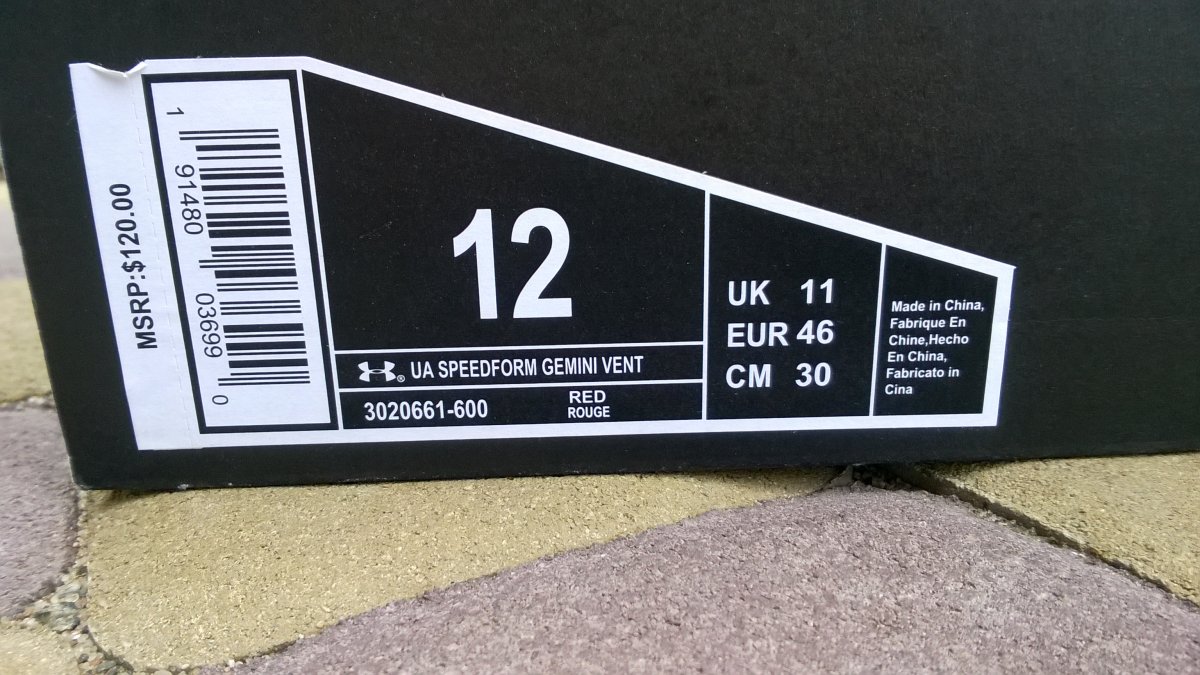 MSRP:$120.00
1 91480 03699 0
12
® UA SPEEDFORM GEMINI VENT
3020661-600
RED
ROUGE
UK 11
EUR 46
CM 30
Made in China,
Fabrique En
Chine,Hecho
En China,
Fabricato in
Cina